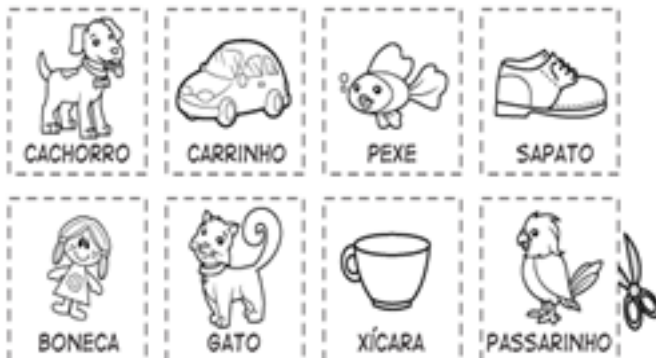 CACHORRO CARRINHO PEXE SAPATO
BONECA GATO XÍCARA PASSARINHO